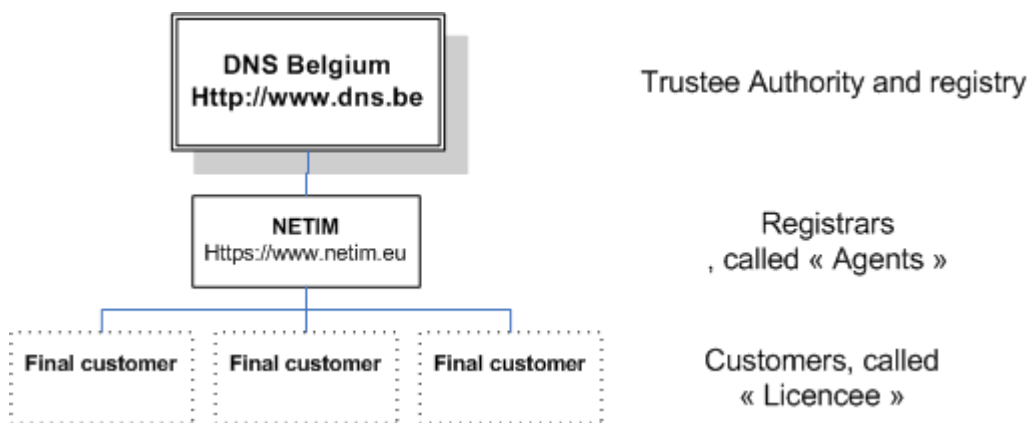 DNS Belgium
Http://www.dns.be
Trustee Authority and registry
NETIM
Https://www.netim.eu
Registrars
, called « Agents »
Final customer
Final customer
Final customer
Customers, called
« Licencee »